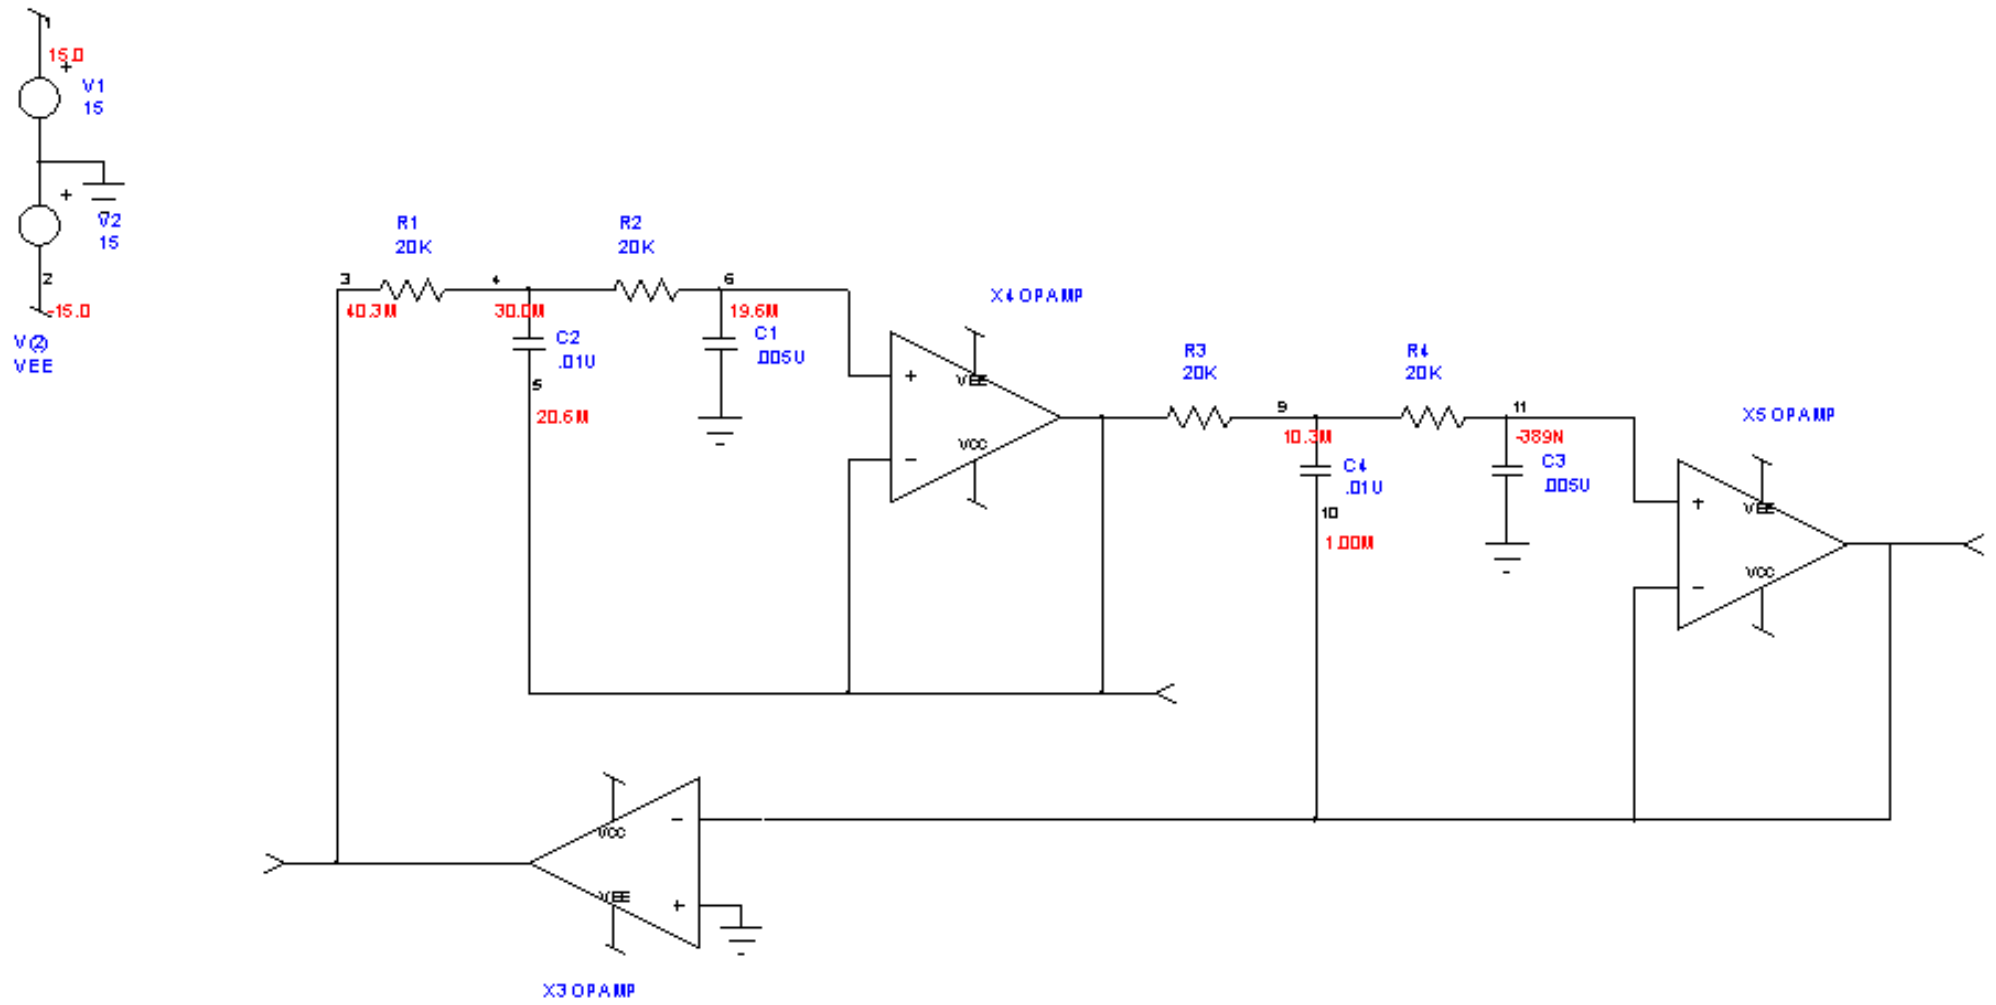 1
15.0
+
V1
15
+
V2
15
2
-15.0
V(2)
VEE
R1
20K
R2
20K
3
4
6
40.3M
30.0M
19.6M
C2
.01U
C1
.005U
5
20.6M
X4 OPAMP
+
VEE
VCC
-
R3
20K
R4
20K
9
11
10.3M
-389N
C4
.01U
C3
.005U
10
1.00M
X5 OPAMP
+
VEE
VCC
-
-
VCC
VEE
+
X3 OPAMP